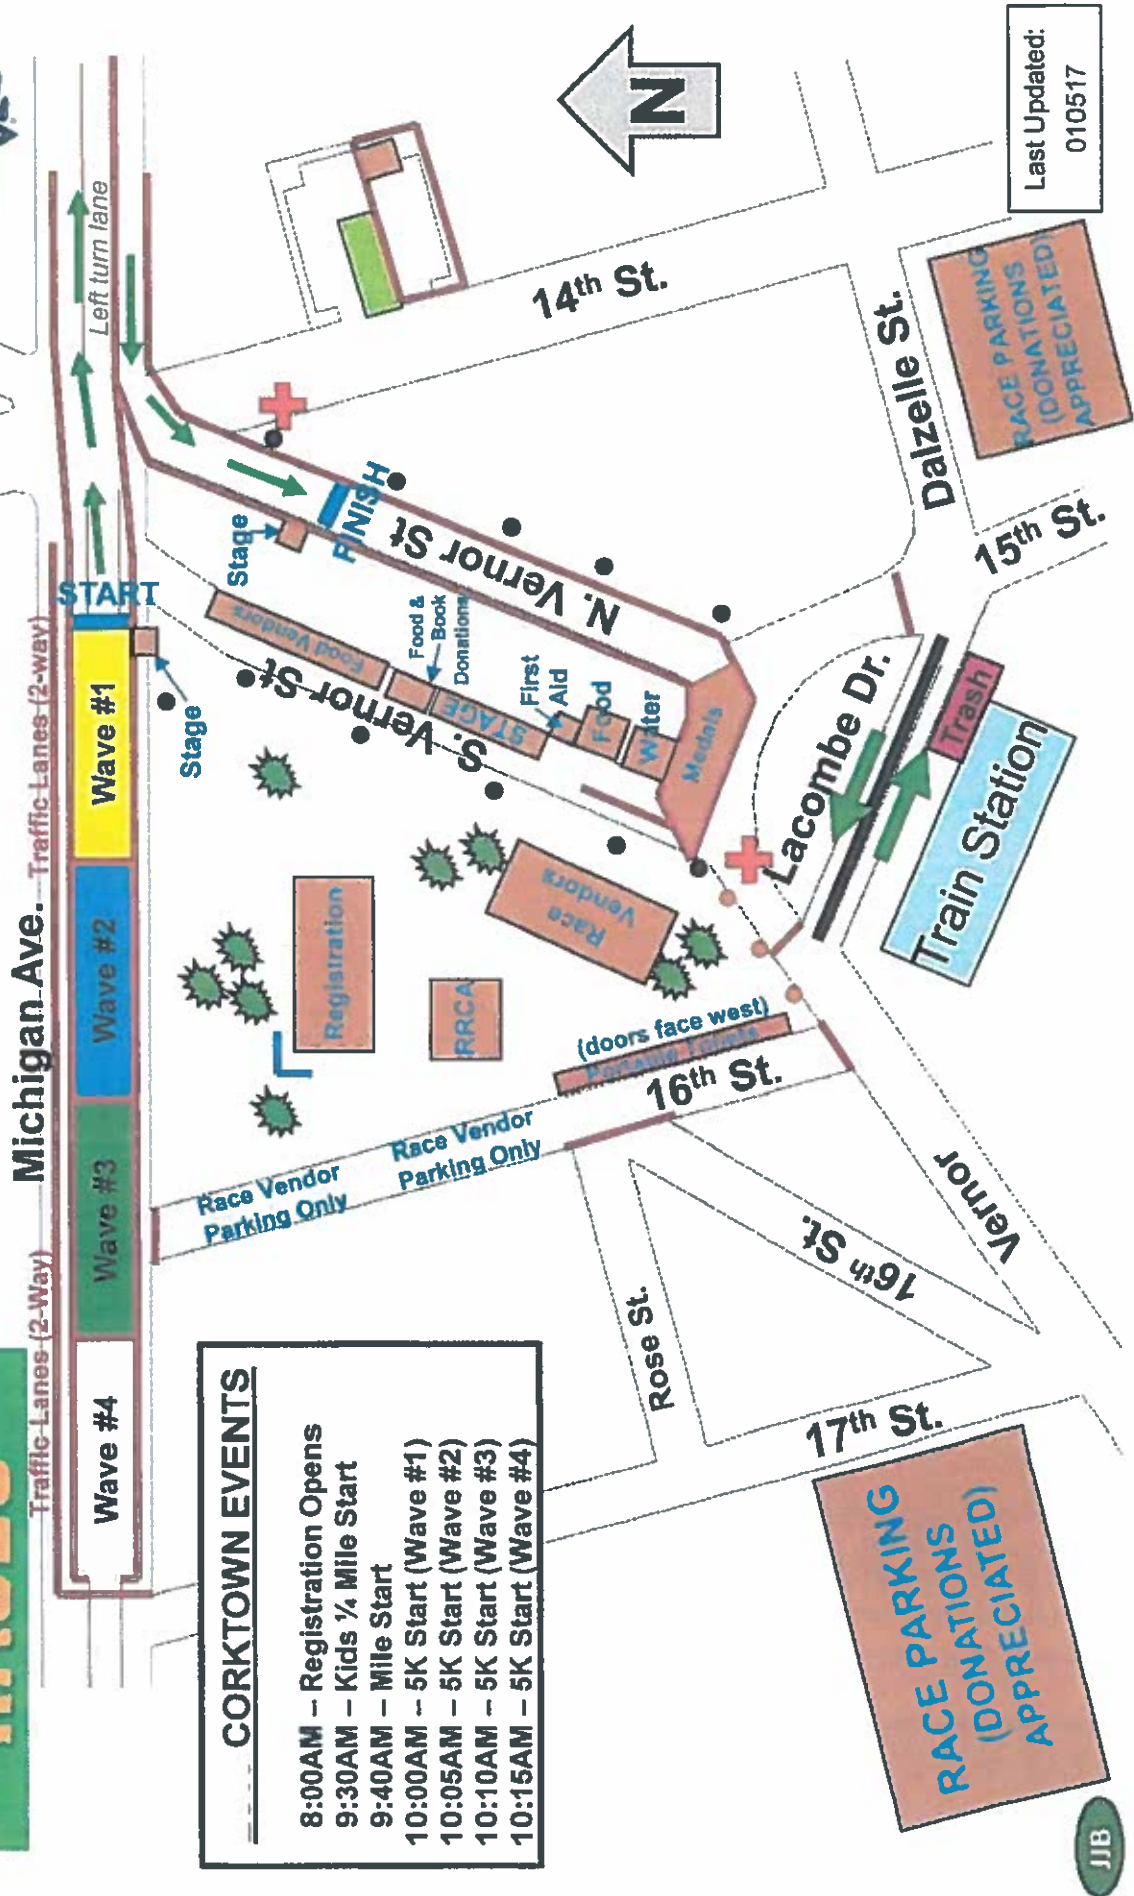 Michigan Ave.
Traffic Lanes (2-Way)
Traffic Lanes (2-way)
Left turn lane
Wave #4
Wave #3
Wave #2
Wave #1
START
Stage
Stage
FINISH
N. Vernor St
S. Vernor St
Food Vendors
Food &
Book
Donations
STAGE
First
Aid
Food
Water
Medals
Registration
RRCA
Race
Vendors
(doors face west)
Portable Toilets
16th St.
Race Vendor
Parking Only
Race Vendor
Parking Only
14th St.
N
Dalzelle St.
15th St.
Lacombe Dr.
Trash
Train Station
Vernor
16th St.
Rose St.
17th St.
RACE PARKING
(DONATIONS
APPRECIATED)
RACE PARKING
(DONATIONS
APPRECIATED)
CORKTOWN EVENTS
8:00AM – Registration Opens
9:30AM – Kids ¼ Mile Start
9:40AM – Mile Start
10:00AM – 5K Start (Wave #1)
10:05AM – 5K Start (Wave #2)
10:10AM – 5K Start (Wave #3)
10:15AM – 5K Start (Wave #4)
Last Updated:
010517
JJB